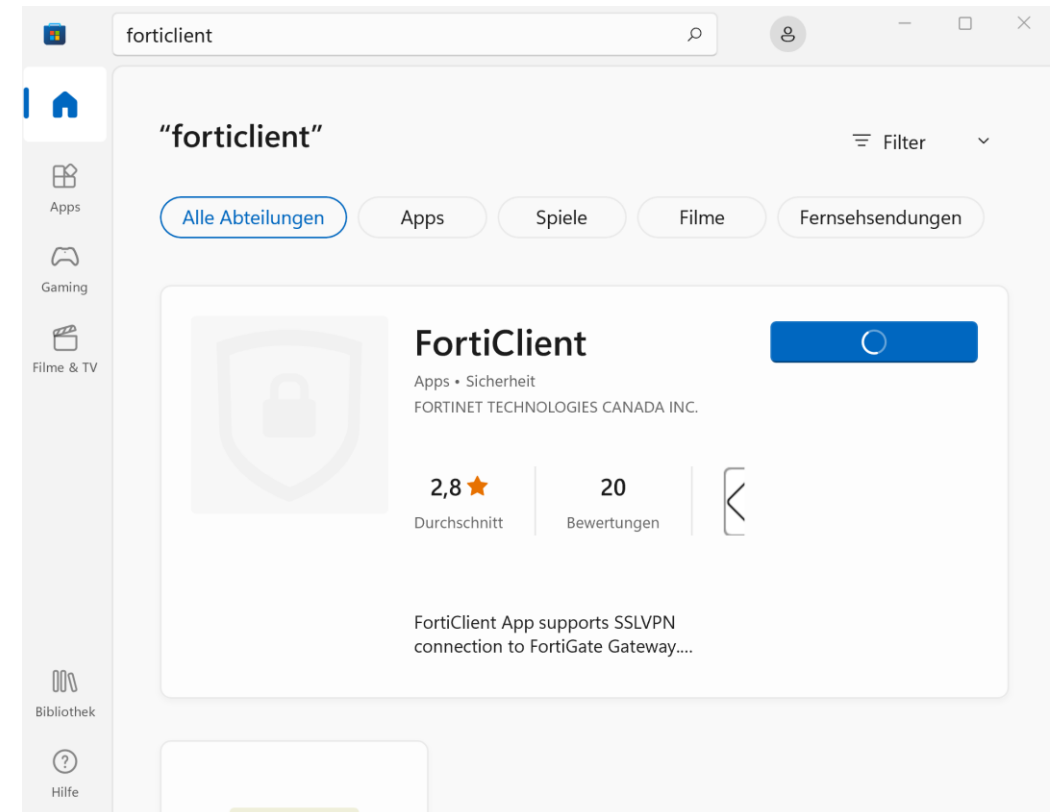 forticlient
“forticlient”
Filter
Alle Abteilungen
Apps
Spiele
Filme
Fernsehsendungen
Apps
Gaming
Filme & TV
Bibliothek
Hilfe
FortiClient
Apps • Sicherheit
FORTINET TECHNOLOGIES CANADA INC.
2,8
Durchschnitt
20
Bewertungen
FortiClient App supports SSLVPN
connection to FortiGate Gateway....